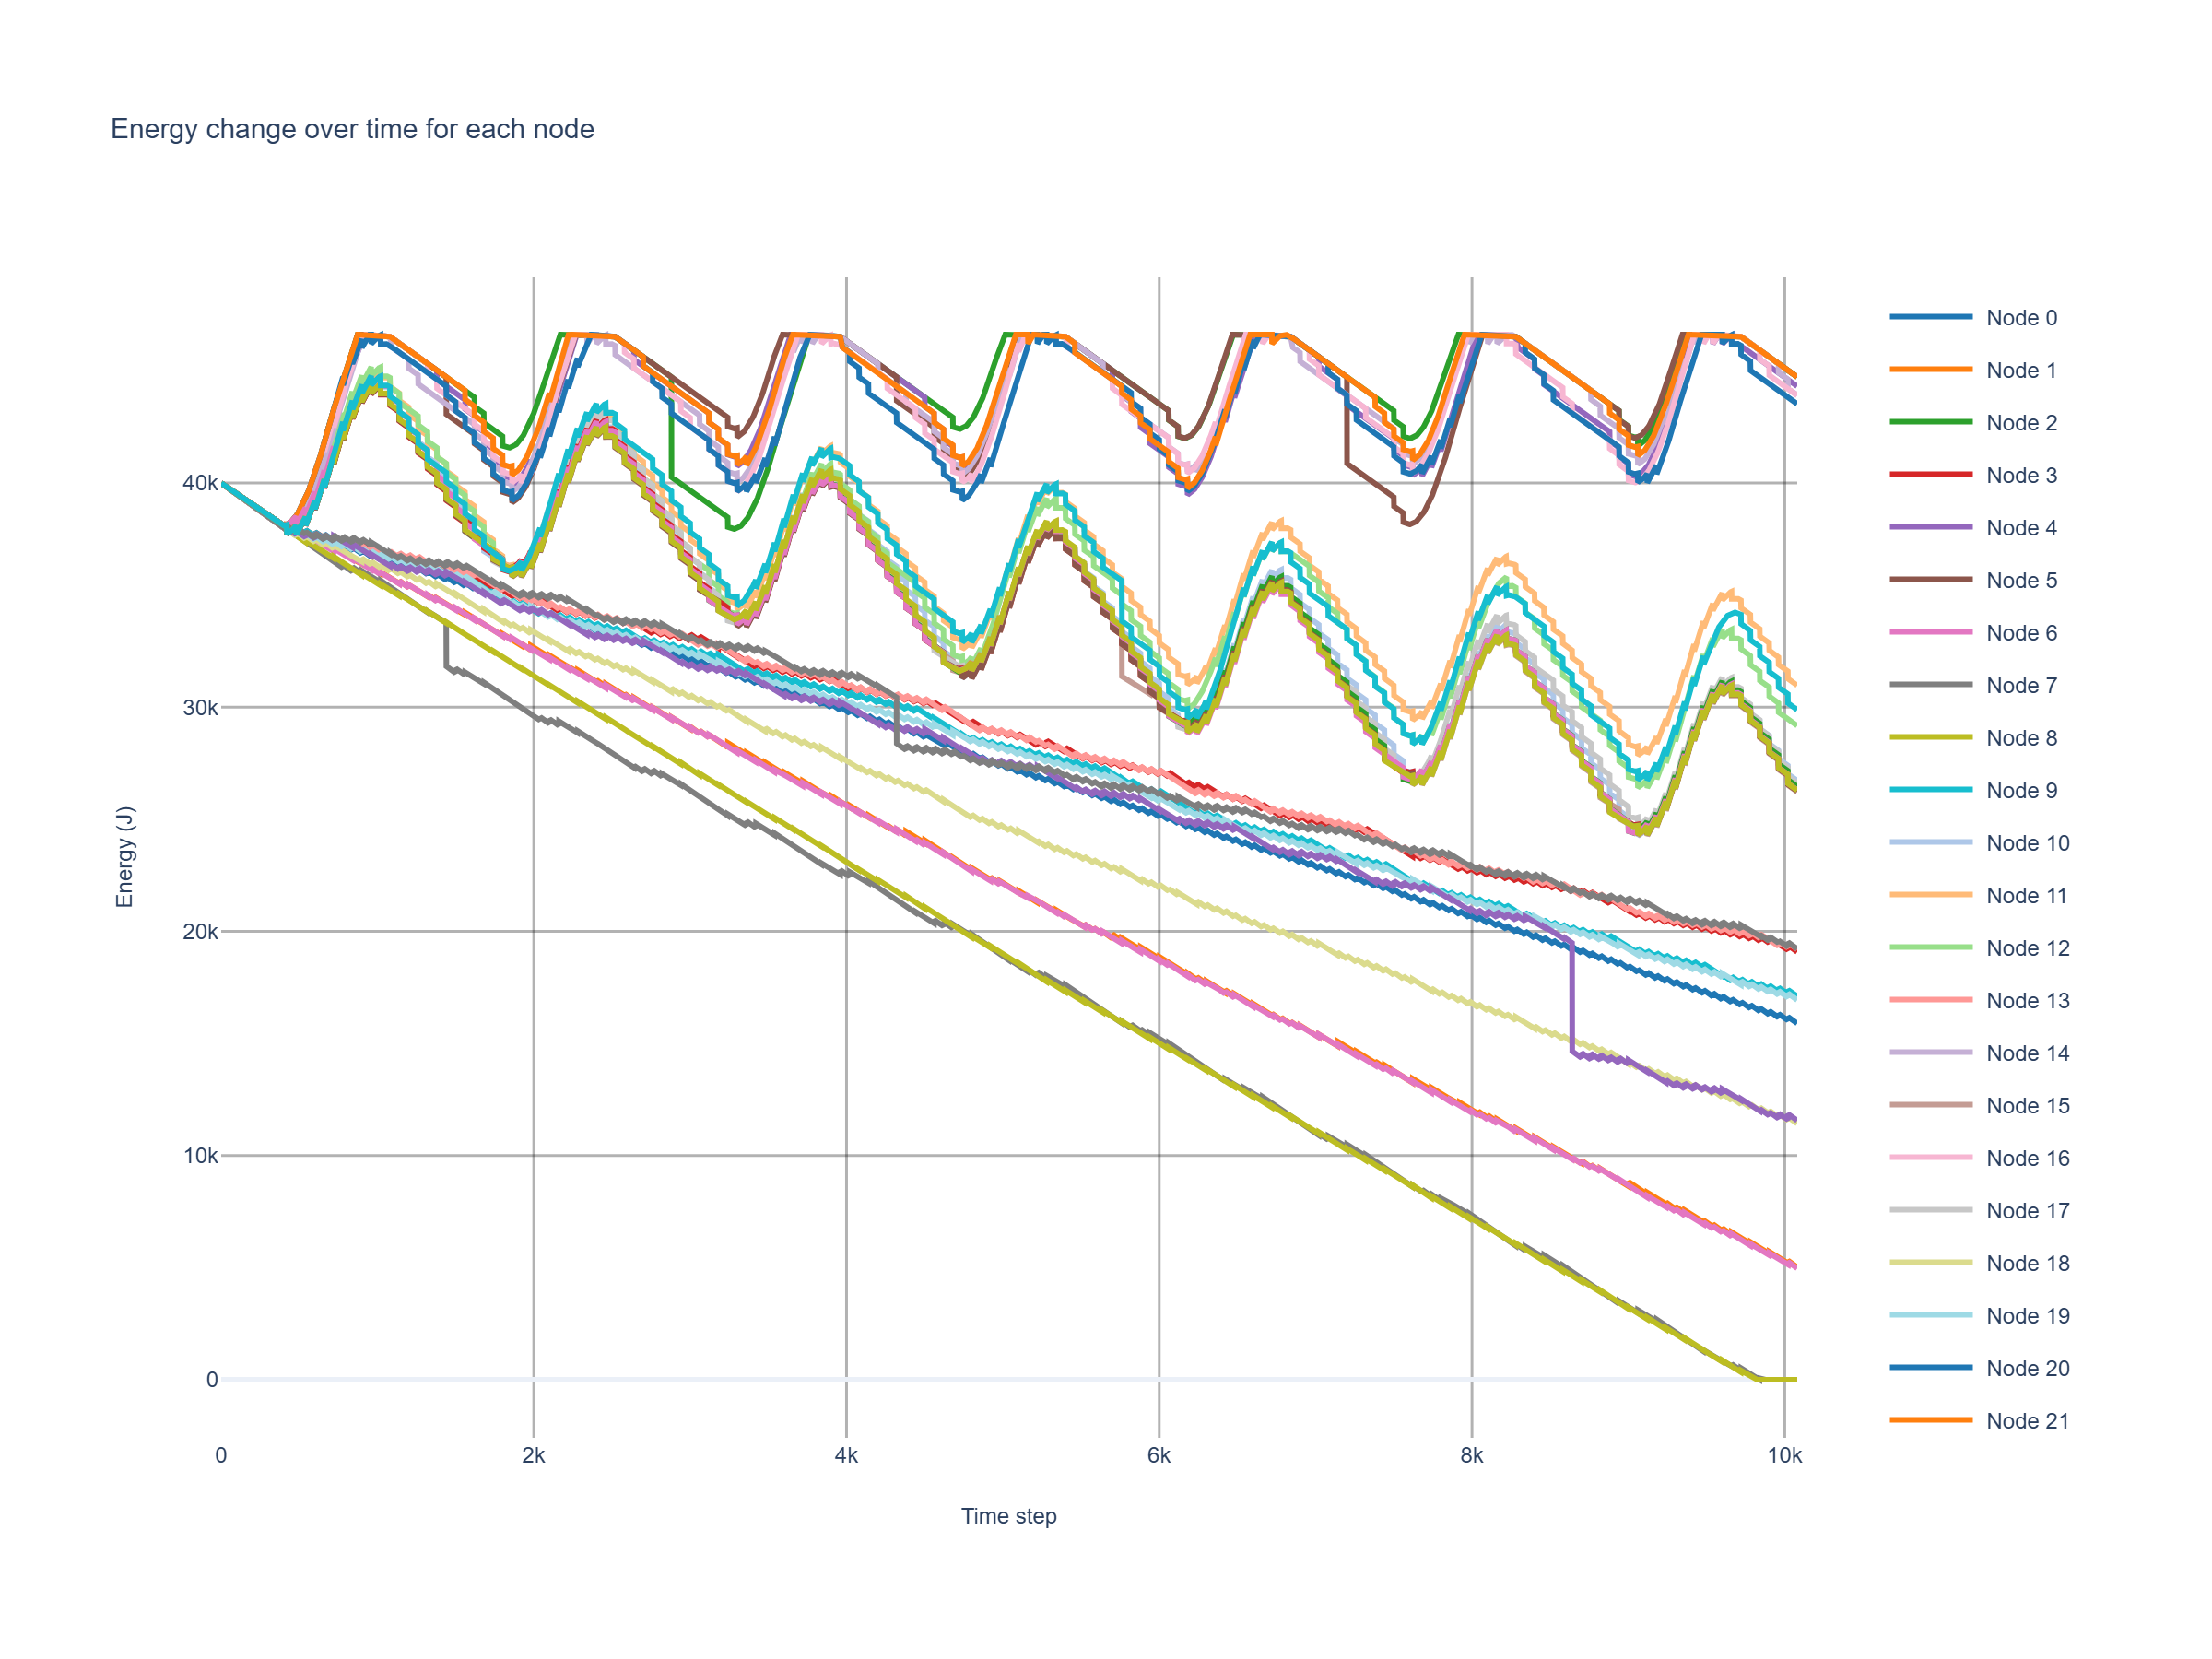 Energy change over time for each node
40k
30k
20k
10k
0
Energy (J)
0
2k
4k
6k
8k
10k
Time step
Node 0
Node 1
Node 2
Node 3
Node 4
Node 5
Node 6
Node 7
Node 8
Node 9
Node 10
Node 11
Node 12
Node 13
Node 14
Node 15
Node 16
Node 17
Node 18
Node 19
Node 20
Node 21